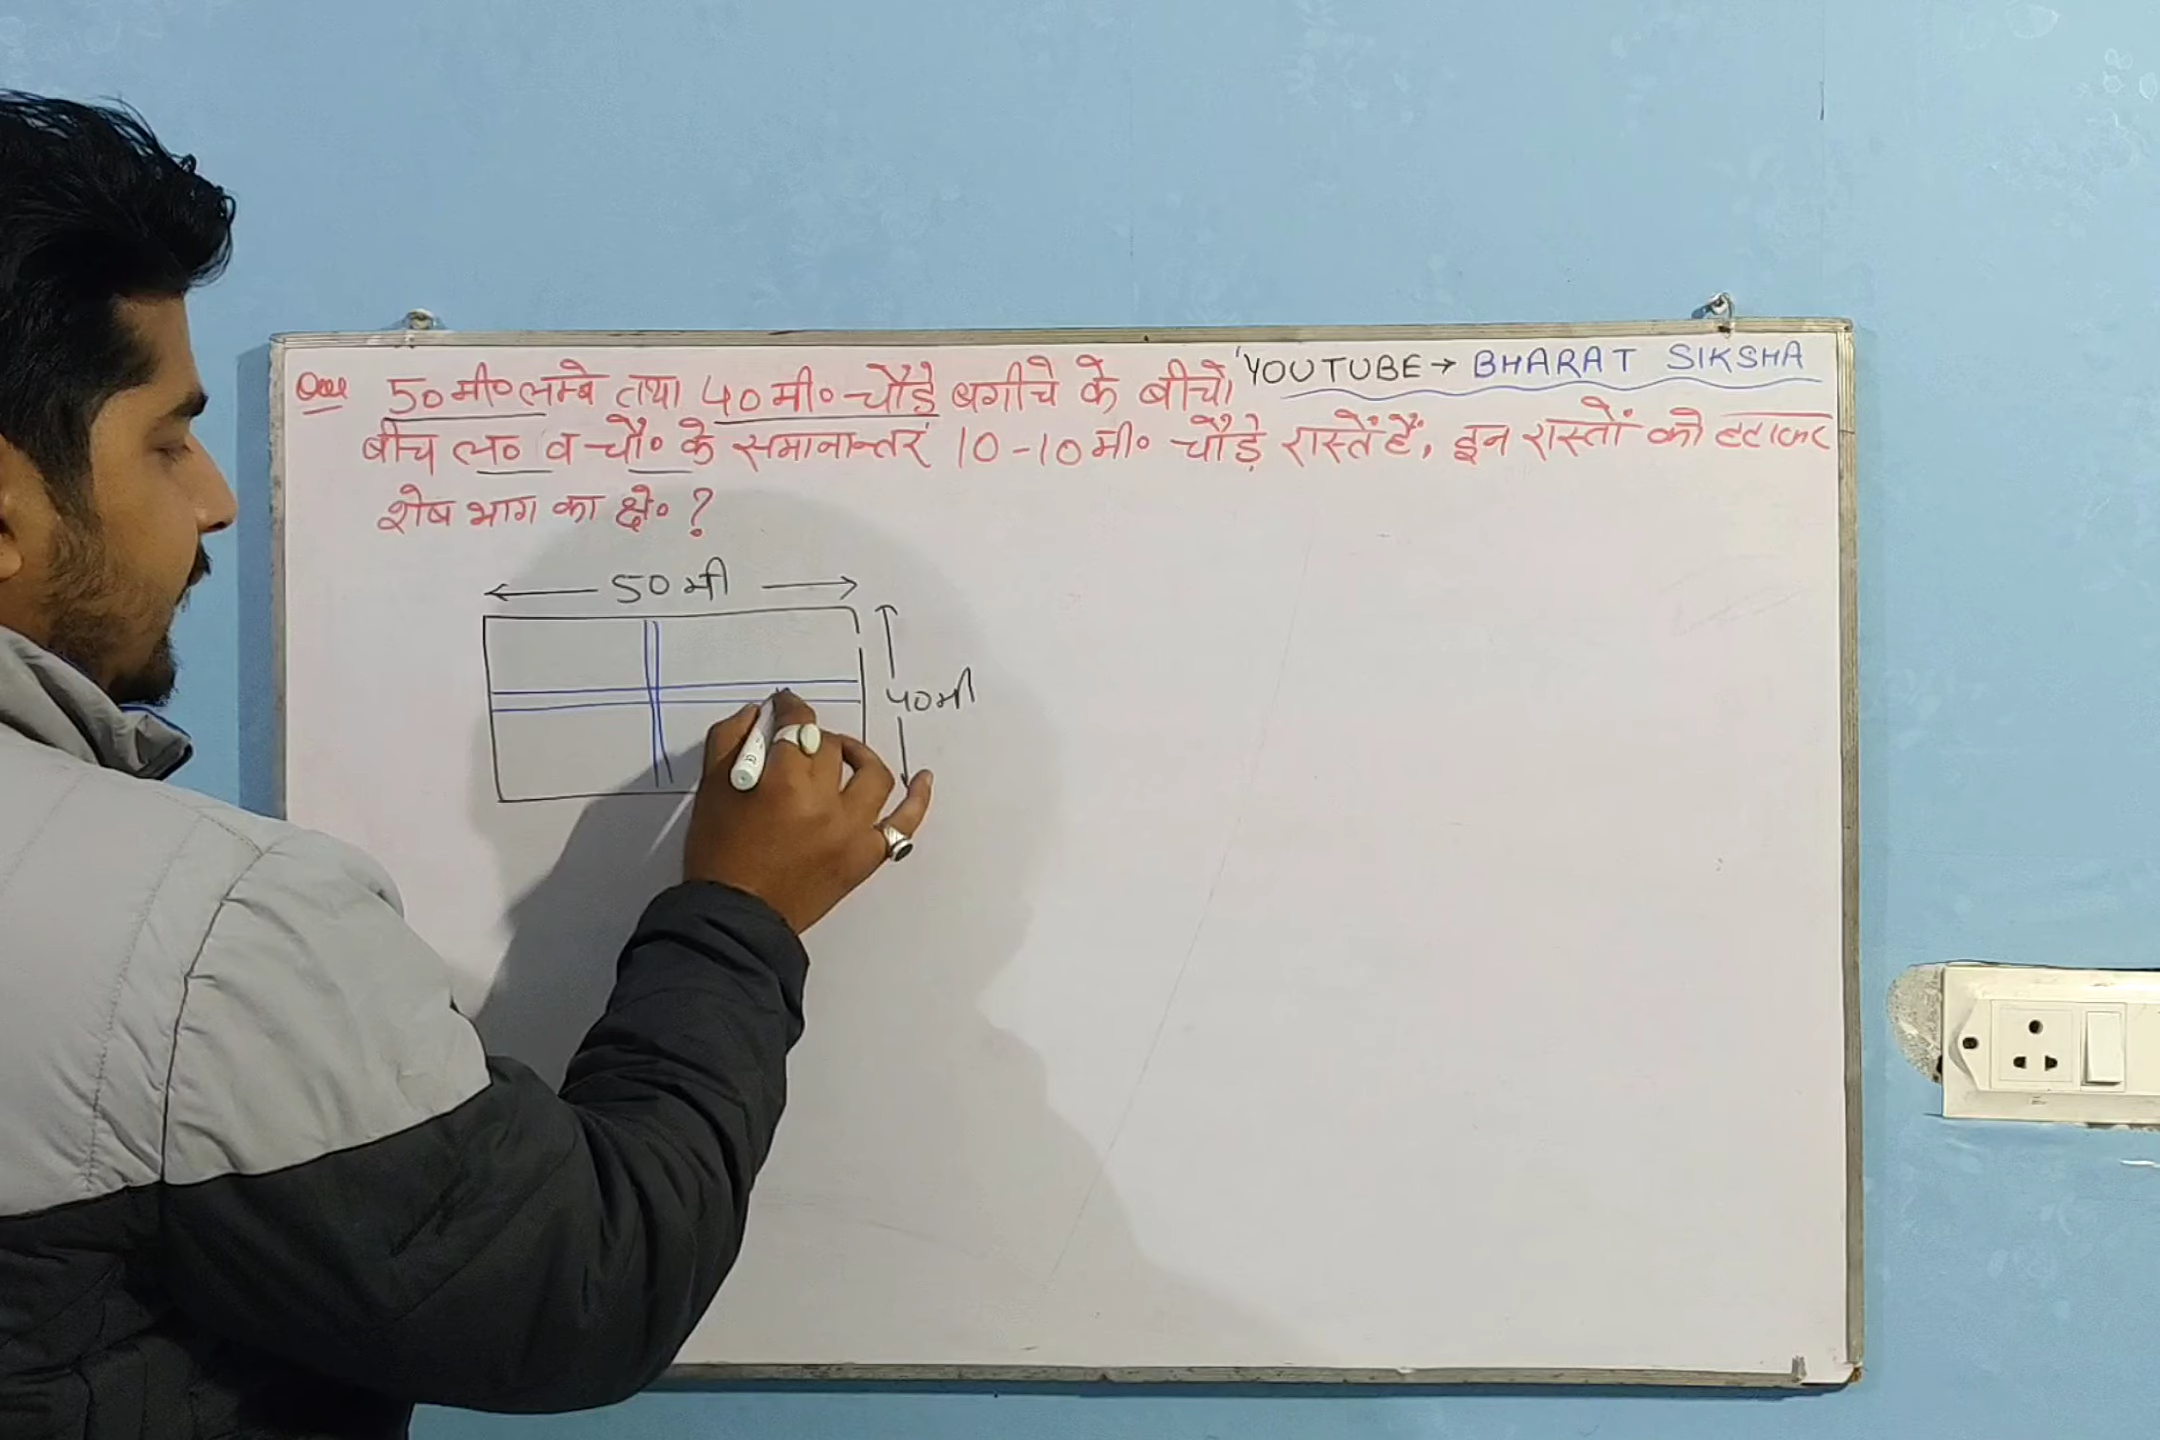 Ques 50 मी० लम्बे तथा 40 मी० चौड़े बगीचे के बीचों YOUTUBE → BHARAT SIKSHA
बीच ल० व चौ० के समानान्तर 10-10 मी० चौड़े रास्तें हैं, इन रास्तों को हटाकर
शेष भाग का क्षे० ?
50 मी
40 मी